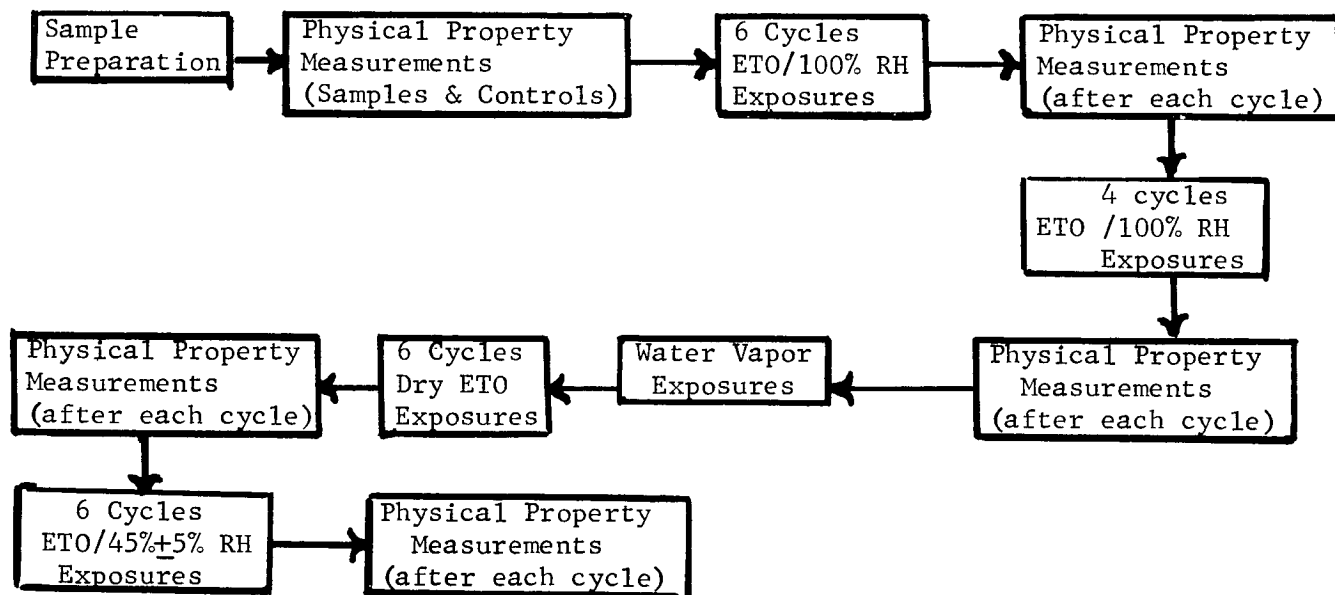 Sample
Preparation
Physical Property
Measurements
(Samples & Controls)
6 Cycles
ETO/100% RH
Exposures
Physical Property
Measurements
(after each cycle)
4 cycles
ETO /100% RH
Exposures
Physical Property
Measurements
(after each cycle)
Water Vapor
Exposures
6 Cycles
Dry ETO
Exposures
Physical Property
Measurements
(after each cycle)
6 Cycles
ETO/45%±5% RH
Exposures
Physical Property
Measurements
(after each cycle)